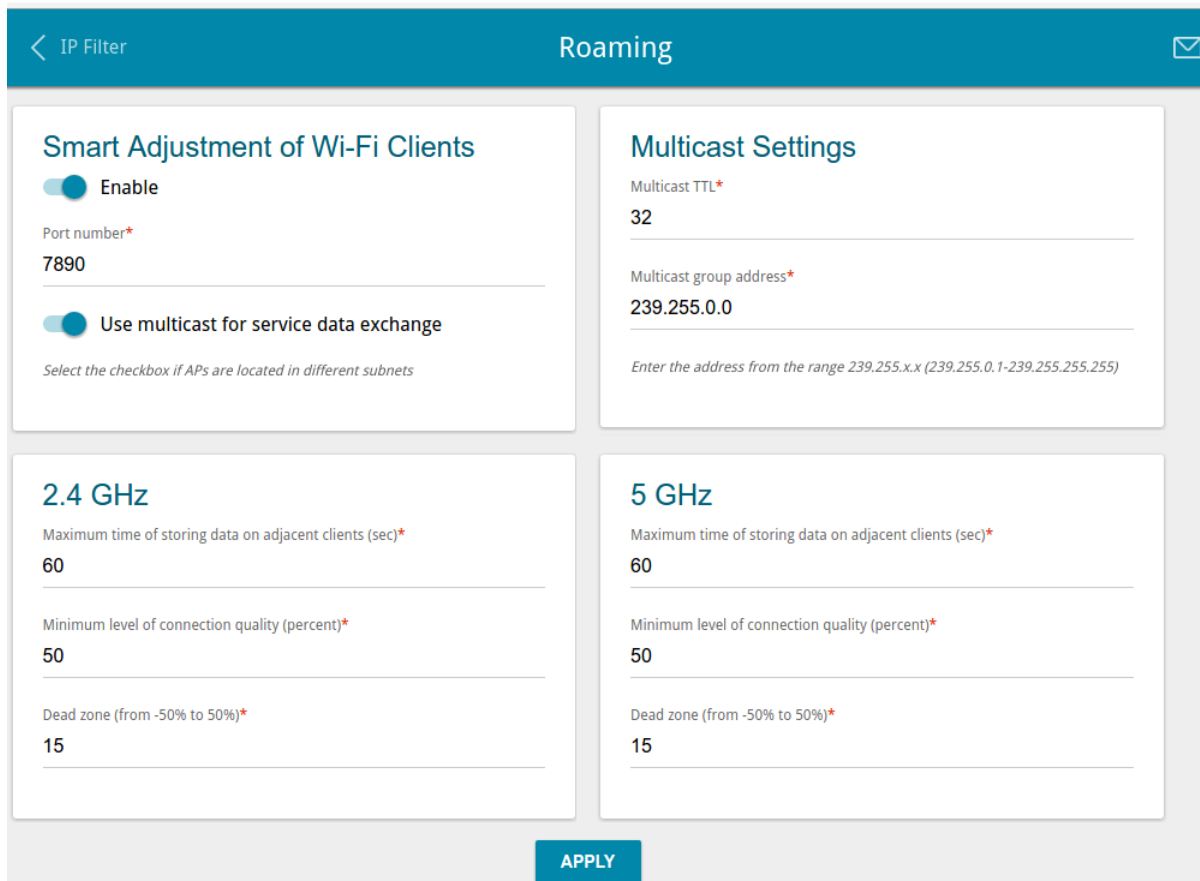 IP Filter
Roaming
Smart Adjustment of Wi-Fi Clients
Enable
Port number*
7890
Use multicast for service data exchange
Select the checkbox if APs are located in different subnets
Multicast Settings
Multicast TTL*
32
Multicast group address*
239.255.0.0
Enter the address from the range 239.255.x.x (239.255.0.1-239.255.255.255)
2.4 GHz
Maximum time of storing data on adjacent clients (sec)*
60
Minimum level of connection quality (percent)*
50
Dead zone (from -50% to 50%)*
15
5 GHz
Maximum time of storing data on adjacent clients (sec)*
60
Minimum level of connection quality (percent)*
50
Dead zone (from -50% to 50%)*
15
APPLY